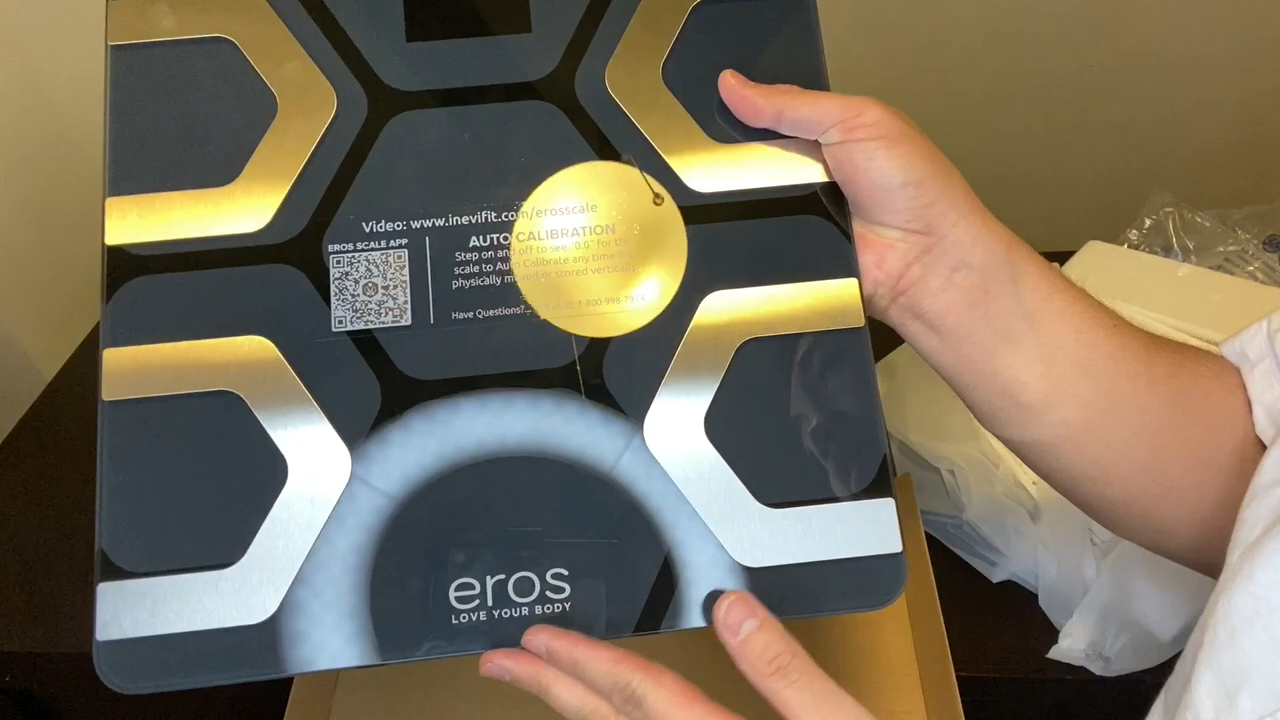 Video: www.inevifit.com/erosscale
EROS SCALE APP
AUTO CALIBRATION
Step on and off to see "0.0" for the
scale to Auto Calibrate any time it is
physically moved or stored vertically.
Have Questions?... at: 1-800-998-7914
eros
LOVE YOUR BODY